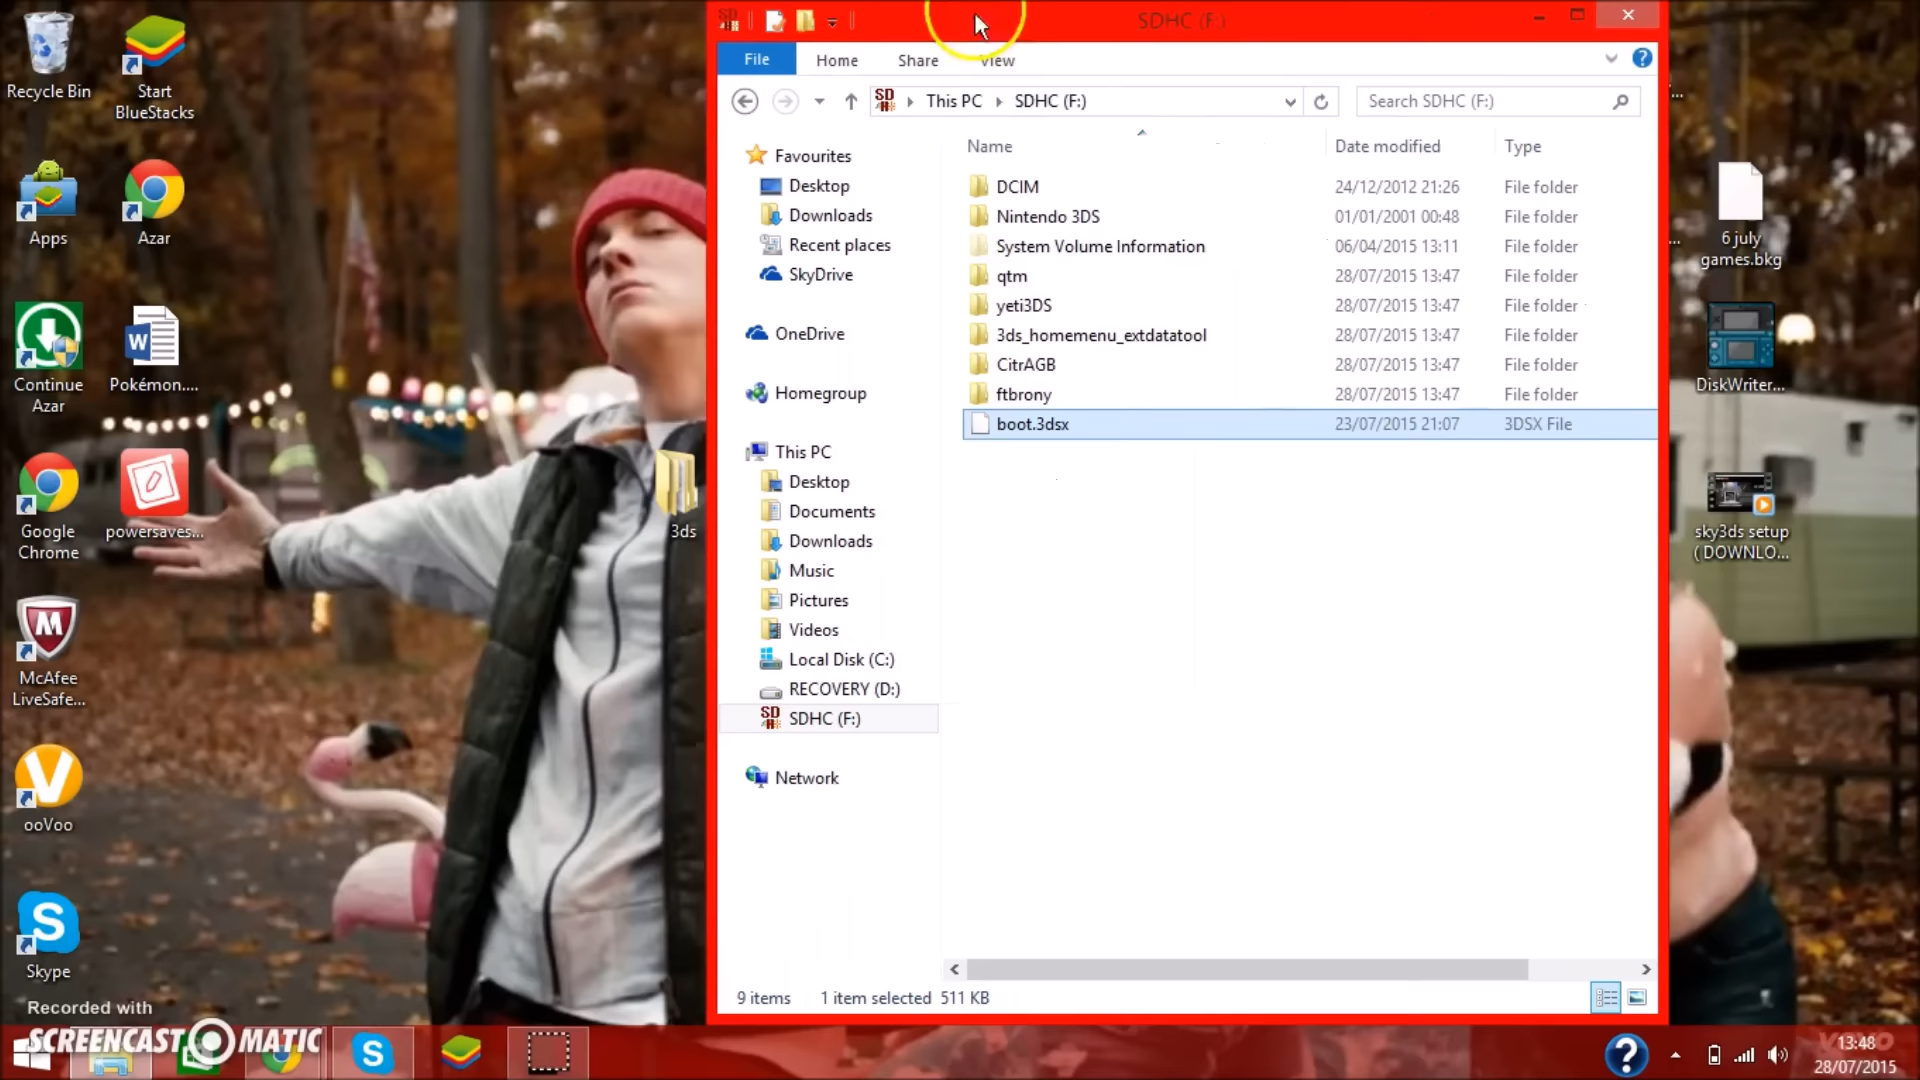 Recycle Bin
Start
BlueStacks
Apps
Azar
Continue
Azar
Pokémon....
Google
Chrome
powersaves...
McAfee
LiveSafe...
ooVoo
Skype
3ds
SDHC (F:)
File
Home
Share
View
This PC
SDHC (F:)
Search SDHC (F:)
Favourites
Desktop
Downloads
Recent places
SkyDrive
OneDrive
Homegroup
This PC
Desktop
Documents
Downloads
Music
Pictures
Videos
Local Disk (C:)
RECOVERY (D:)
SDHC (F:)
Network
Name Date modified Type
DCIM 24/12/2012 21:26 File folder
Nintendo 3DS 01/01/2001 00:48 File folder
System Volume Information 06/04/2015 13:11 File folder
qtm 28/07/2015 13:47 File folder
yeti3DS 28/07/2015 13:47 File folder
3ds_homemenu_extdatatool 28/07/2015 13:47 File folder
CitrAGB 28/07/2015 13:47 File folder
ftbrony 28/07/2015 13:47 File folder
boot.3dsx 23/07/2015 21:07 3DSX File
9 items 1 item selected 511 KB
6 july
games.bkg
DiskWriter...
sky3ds setup
( DOWNLO...
Recorded with
SCREENCAST MATIC
13:48
28/07/2015